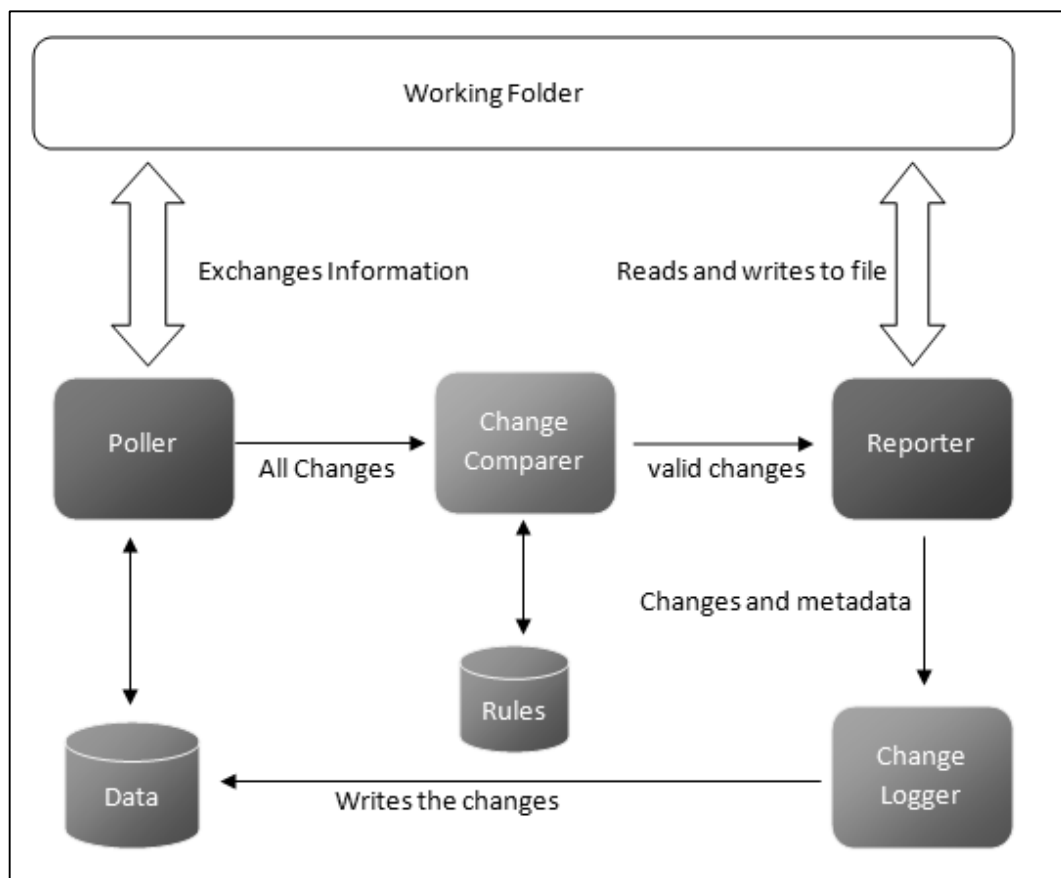 Working Folder
Exchanges Information
Reads and writes to file
Poller
All Changes
Change
Comparer
valid changes
Reporter
Changes and metadata
Rules
Data
Writes the changes
Change
Logger